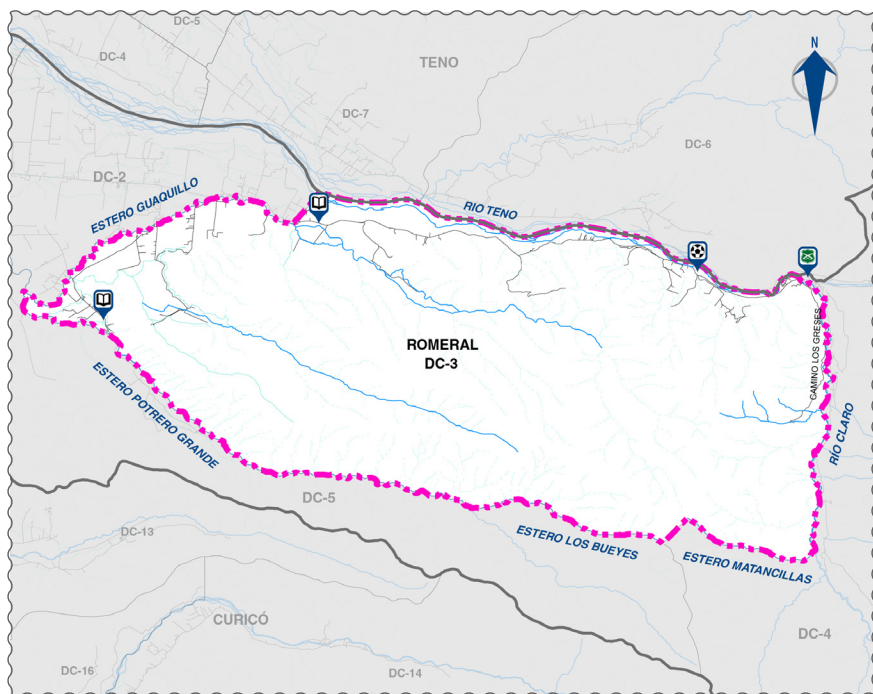 DC-5
DC-4
TENO
N
DC-7
DC-6
DC-2
ESTERO GUAQUILLO
RIO TENO
ROMERAL
DC-3
CAMINO LOS GRESES
ESTERO POTRERO GRANDE
RÍO CLARO
DC-5
ESTERO LOS BUEYES
DC-13
ESTERO MATANCILLAS
CURICÓ
DC-4
DC-16
DC-14